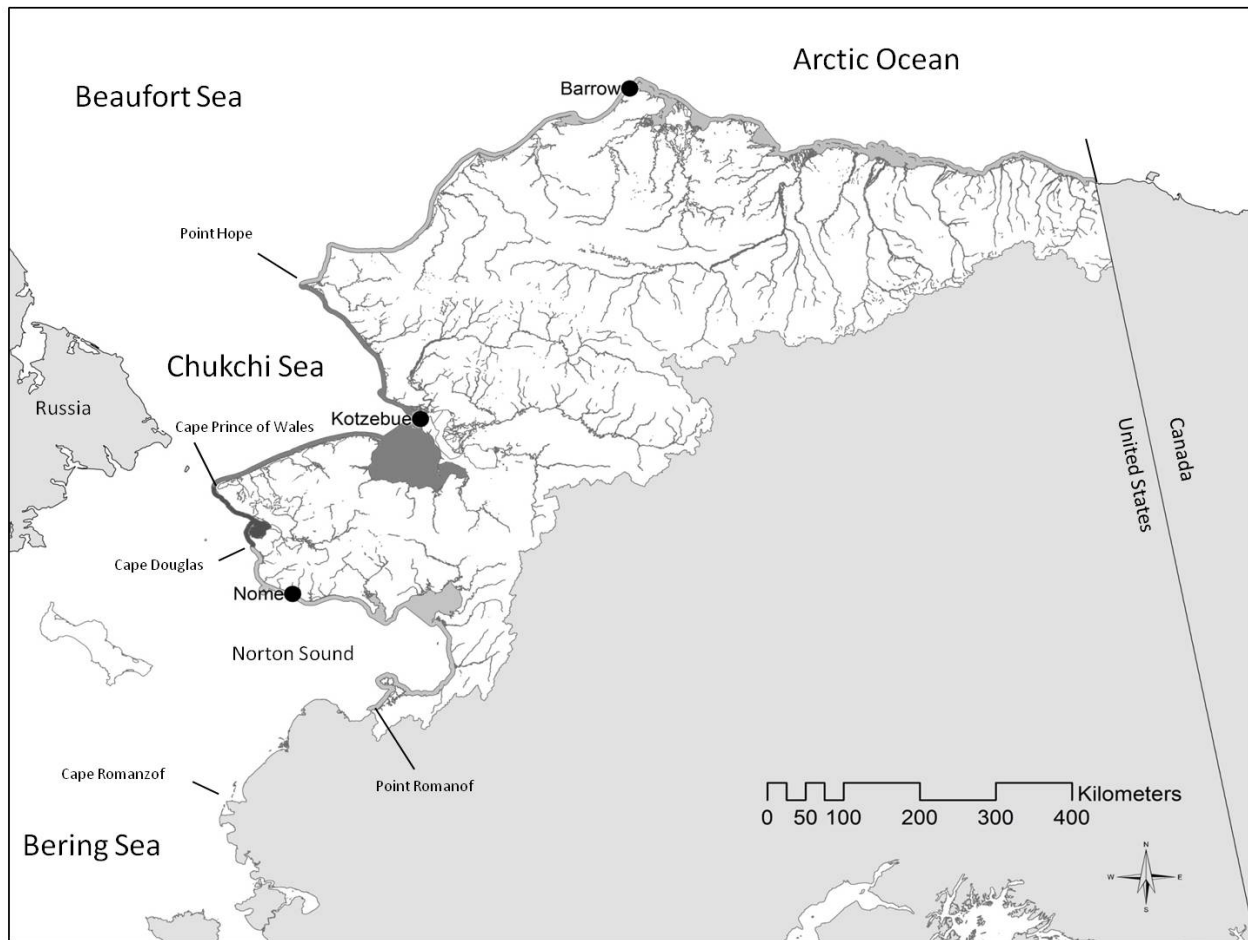 Arctic Ocean
Beaufort Sea
Barrow
Point Hope
Chukchi Sea
Russia
Kotzebue
Cape Prince of Wales
Canada
United States
Cape Douglas
Nome
Norton Sound
Cape Romanzof
Point Romanof
Kilometers
0 50 100 200 300 400
Bering Sea
N
W E
S